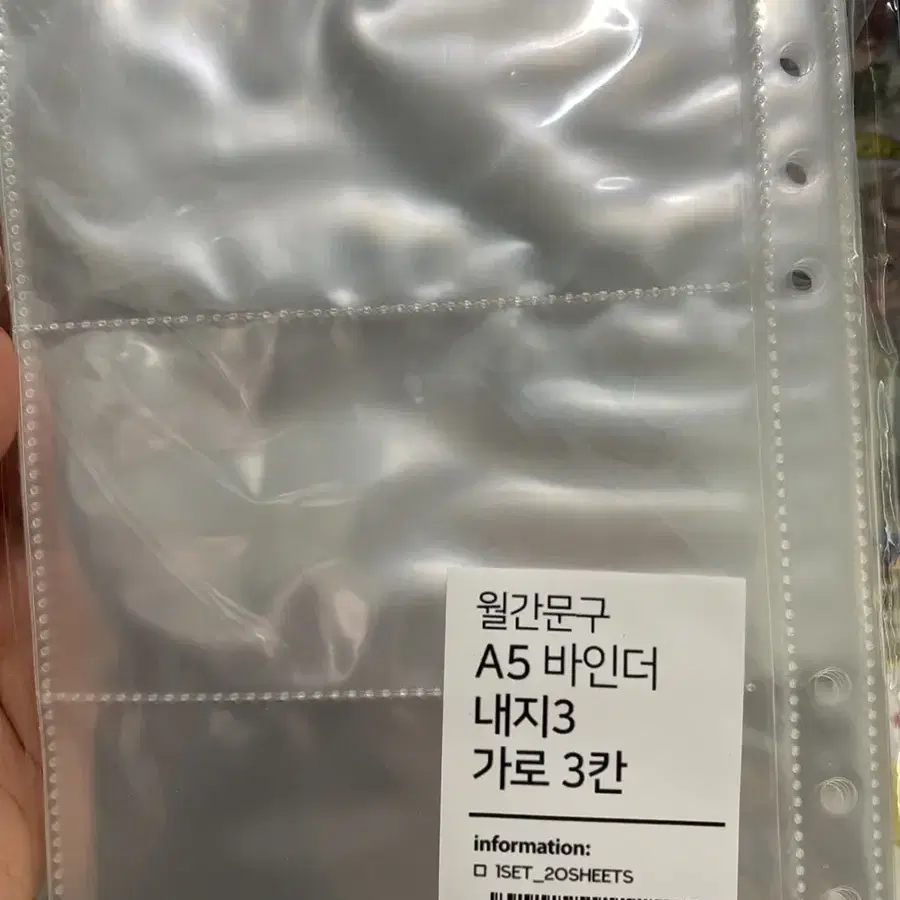 월간문구
A5 바인더
내지3
가로 3칸
information:
1SET_20SHEETS